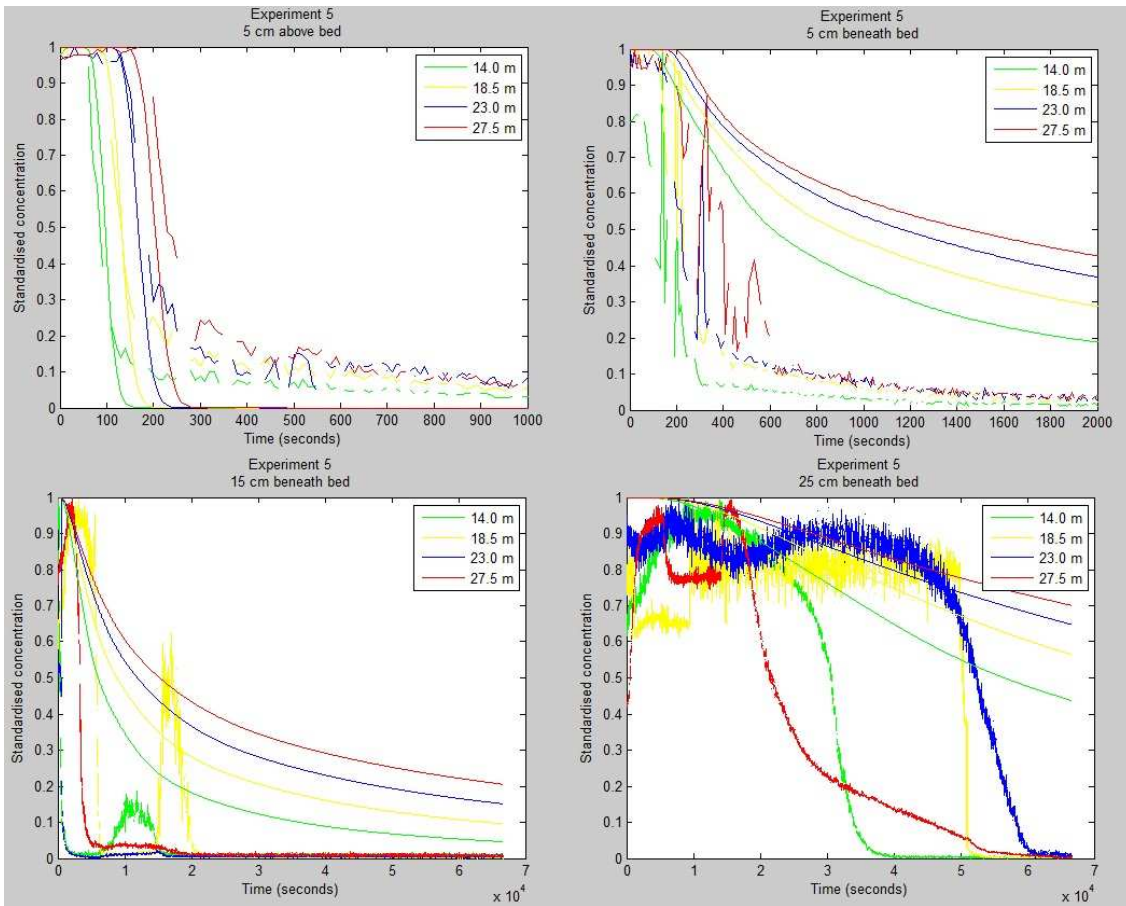 Experiment 5
5 cm above bed
Standardised concentration
1
0.9
0.8
0.7
0.6
0.5
0.4
0.3
0.2
0.1
0
0 100 200 300 400 500 600 700 800 900 1000
Time (seconds)
14.0 m
18.5 m
23.0 m
27.5 m
Experiment 5
5 cm beneath bed
Standardised concentration
1
0.9
0.8
0.7
0.6
0.5
0.4
0.3
0.2
0.1
0
0 200 400 600 800 1000 1200 1400 1600 1800 2000
Time (seconds)
14.0 m
18.5 m
23.0 m
27.5 m
Experiment 5
15 cm beneath bed
Standardised concentration
1
0.9
0.8
0.7
0.6
0.5
0.4
0.3
0.2
0.1
0
0 1 2 3 4 5 6 7
Time (seconds)
x 10^4
14.0 m
18.5 m
23.0 m
27.5 m
Experiment 5
25 cm beneath bed
Standardised concentration
1
0.9
0.8
0.7
0.6
0.5
0.4
0.3
0.2
0.1
0
0 1 2 3 4 5 6 7
Time (seconds)
x 10^4
14.0 m
18.5 m
23.0 m
27.5 m